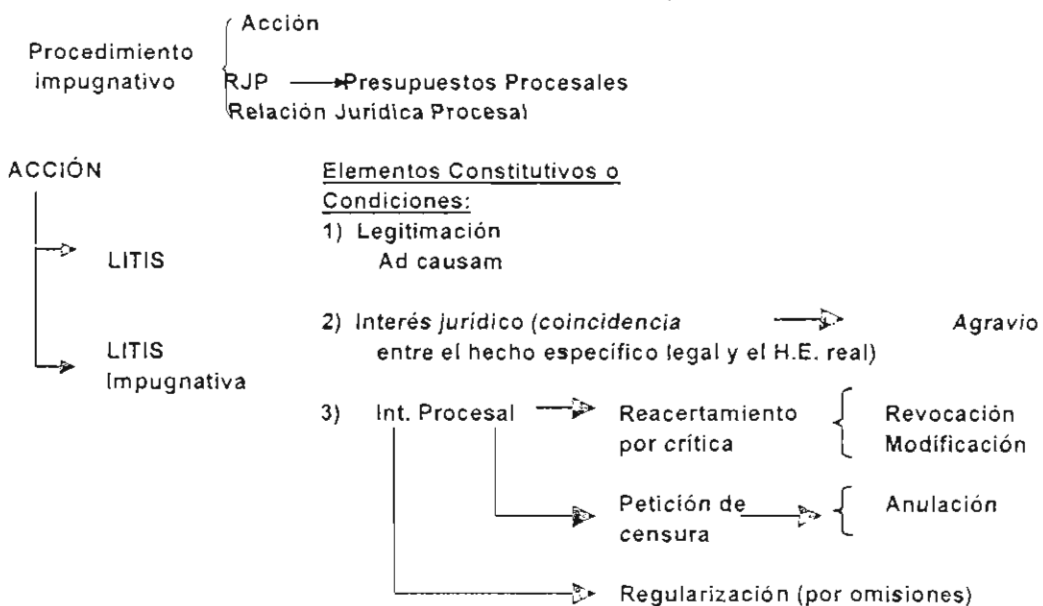 Acción
Procedimiento
impugnativo
RJP Presupuestos Procesales
Relación Jurídica Procesal
ACCIÓN
Elementos Constitutivos o
Condiciones:
1) Legitimación
Ad causam
LITIS
2) Interés jurídico (coincidencia Agravio
entre el hecho específico legal y el H.E. real)
LITIS
Impugnativa
3) Int. Procesal Reacertamiento Revocación
por crítica Modificación
Petición de Anulación
censura
Regularización (por omisiones)